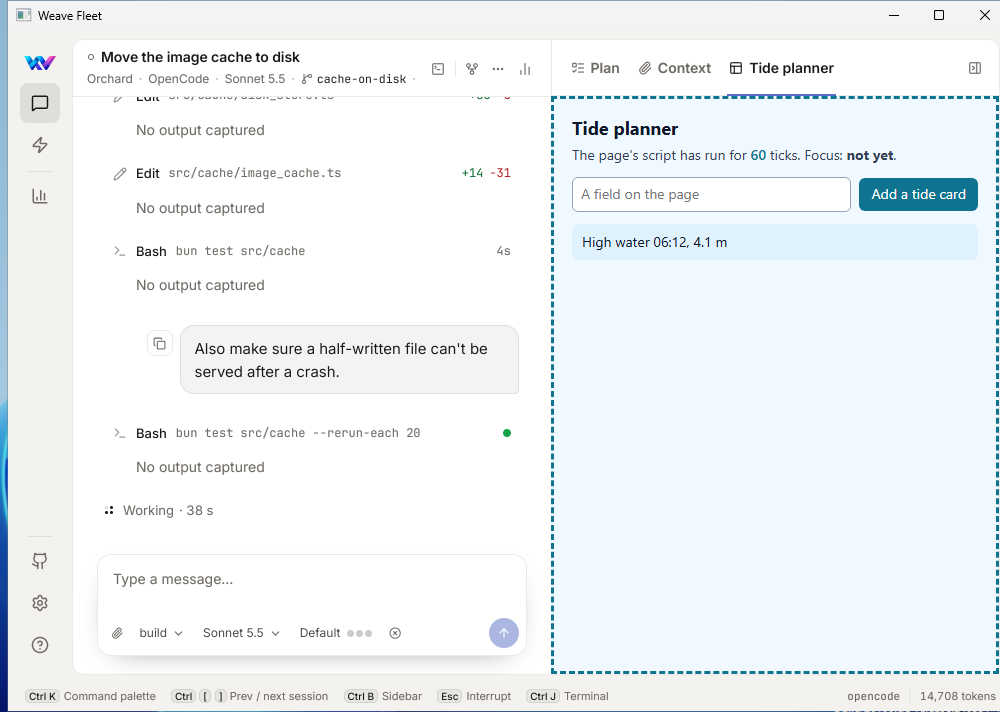 Weave Fleet
Move the image cache to disk
Orchard · OpenCode · Sonnet 5.5 · cache-on-disk ·
Plan
Context
Tide planner
Edit src/cache/disk_store.ts
No output captured
Edit src/cache/image_cache.ts +14 -31
No output captured
>_ Bash bun test src/cache 4s
No output captured
Also make sure a half-written file can't be
served after a crash.
>_ Bash bun test src/cache --rerun-each 20
No output captured
Working · 38 s
Type a message...
build
Sonnet 5.5
Default
Tide planner
The page's script has run for 60 ticks. Focus: not yet.
A field on the page
Add a tide card
High water 06:12, 4.1 m
Ctrl K Command palette Ctrl [ ] Prev / next session Ctrl B Sidebar Esc Interrupt Ctrl J Terminal
opencode 14,708 tokens